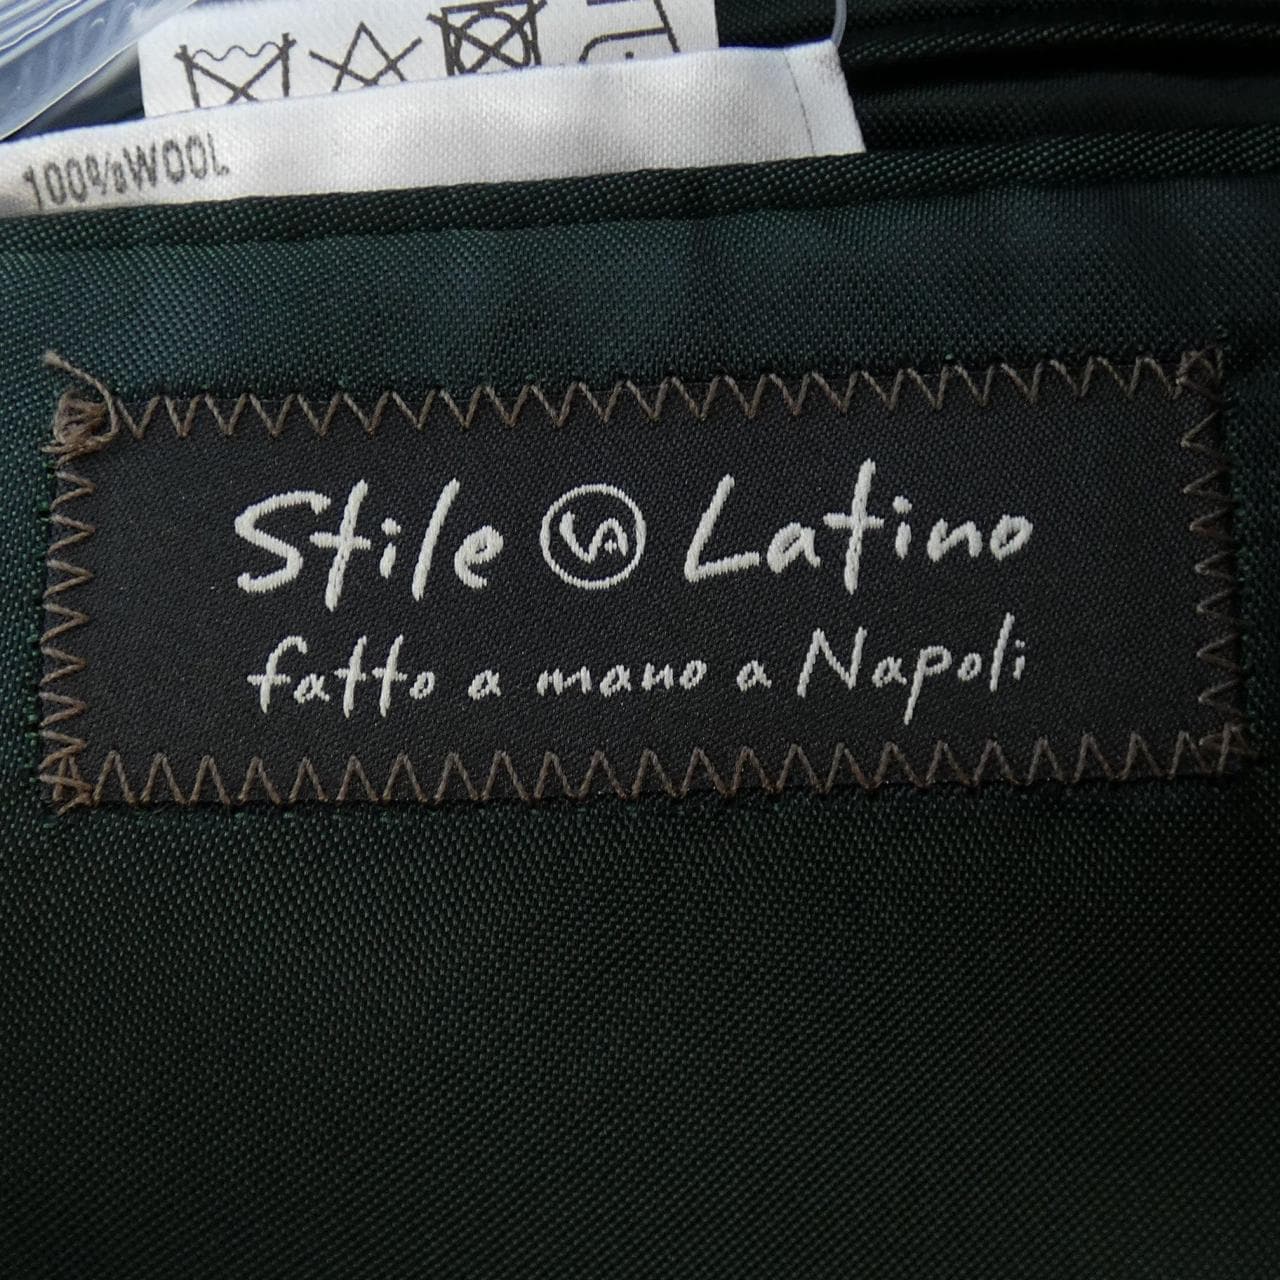 100%WOOL
Stile Latino
fatto a mano a Napoli